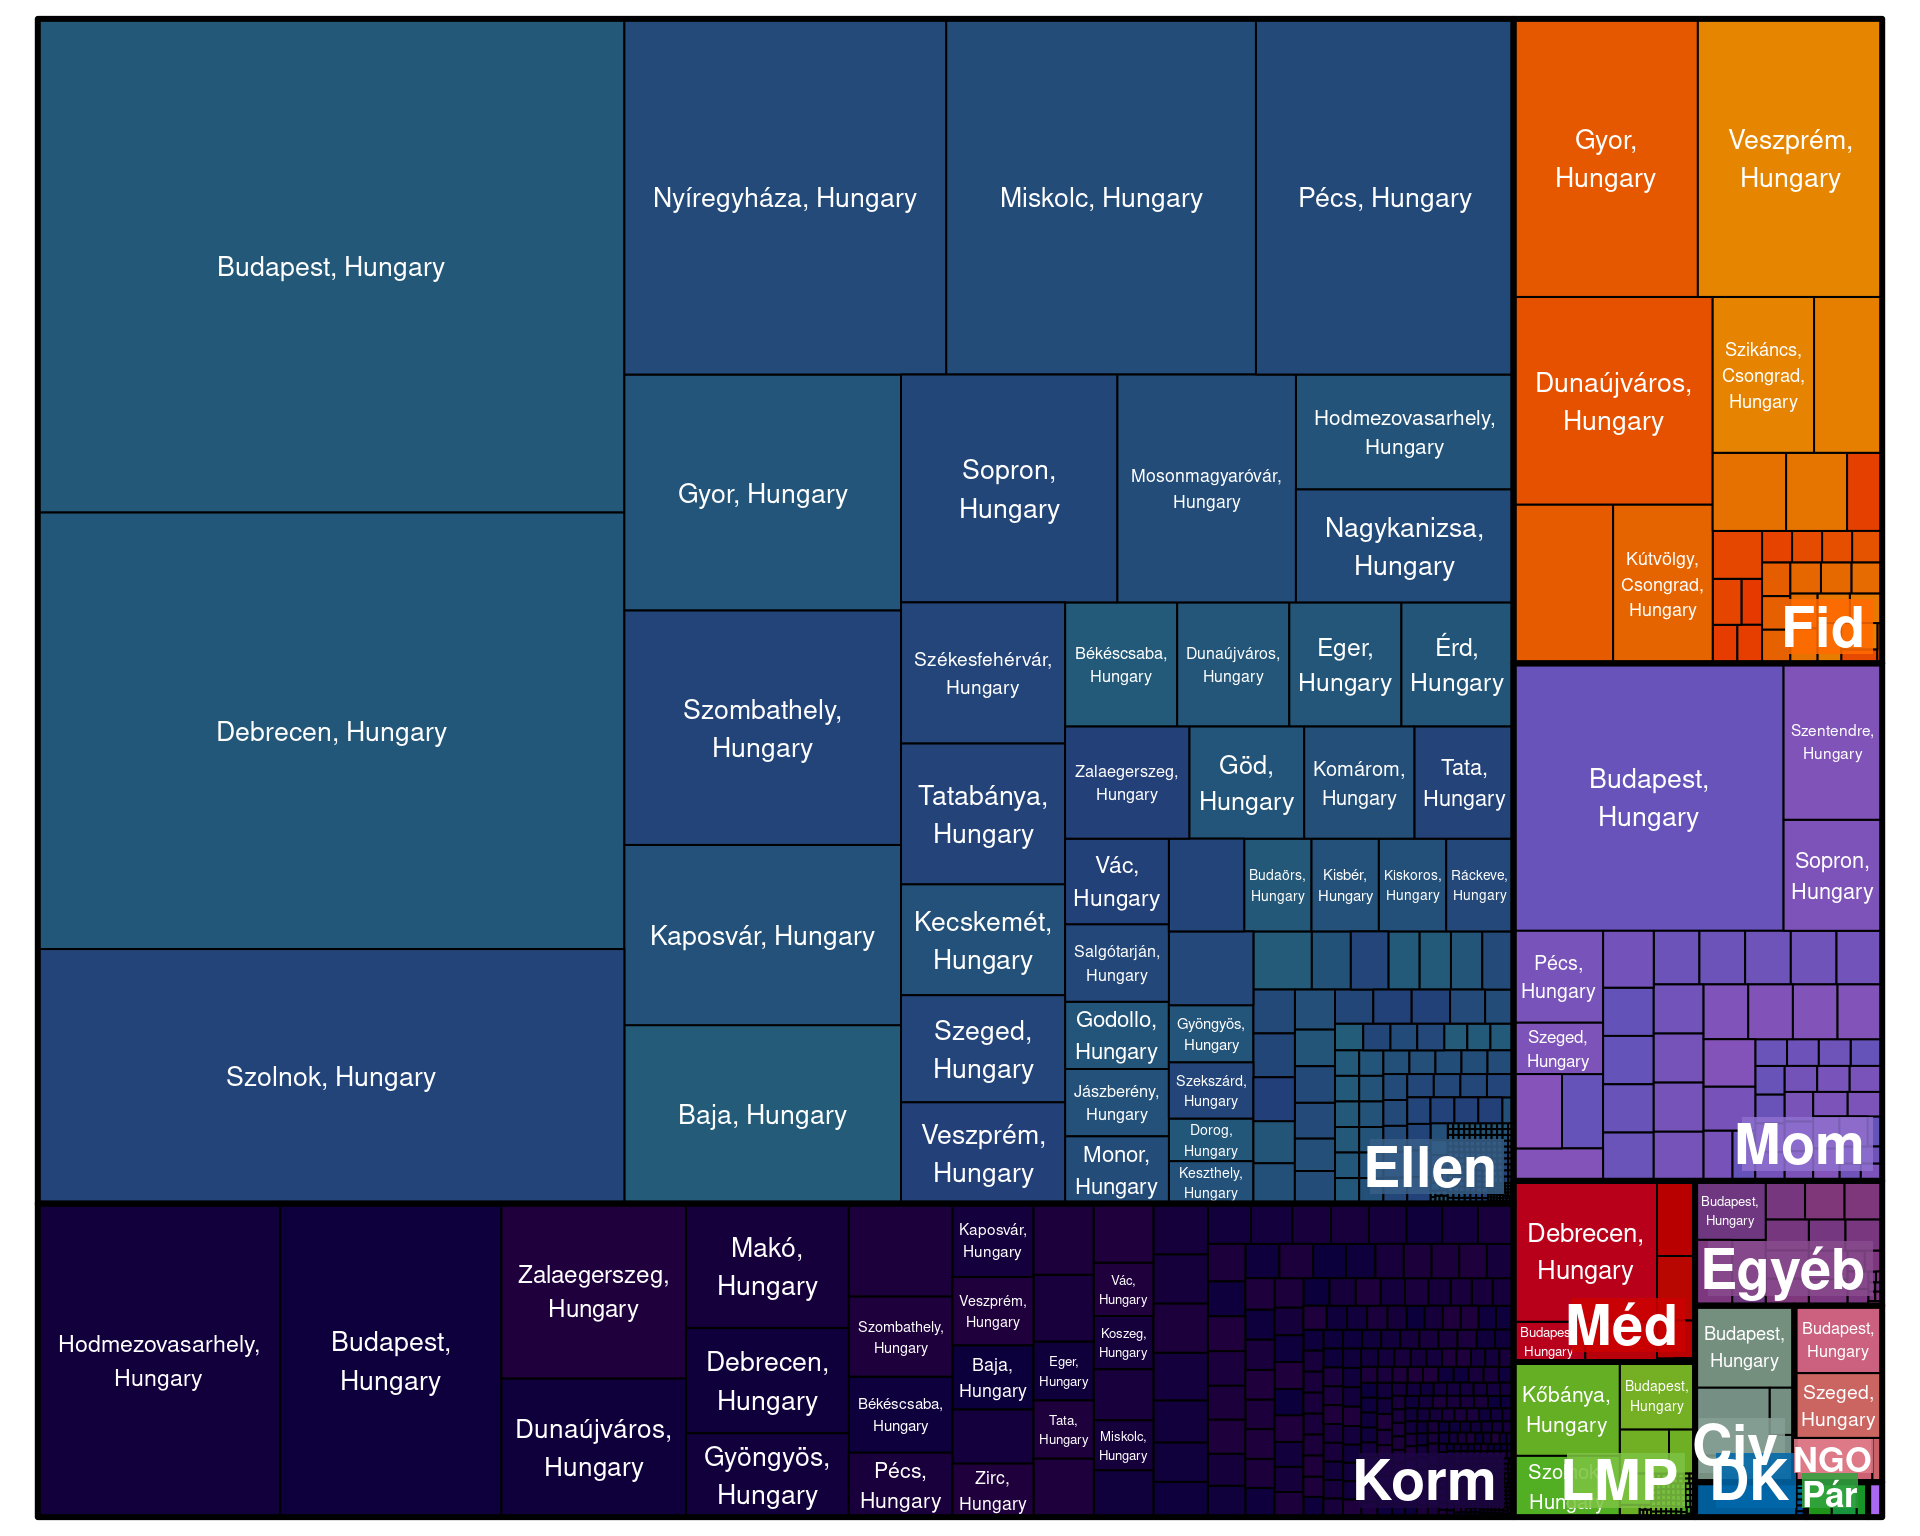 Budapest, Hungary
Debrecen, Hungary
Szolnok, Hungary
Nyíregyháza, Hungary
Miskolc, Hungary
Pécs, Hungary
Gyor, Hungary
Szombathely,
Hungary
Kaposvár, Hungary
Baja, Hungary
Sopron,
Hungary
Mosonmagyaróvár,
Hungary
Hodmezovasarhely,
Hungary
Nagykanizsa,
Hungary
Székesfehérvár,
Hungary
Tatabánya,
Hungary
Kecskemét,
Hungary
Szeged,
Hungary
Veszprém,
Hungary
Békéscsaba,
Hungary
Dunaújváros,
Hungary
Eger,
Hungary
Érd,
Hungary
Zalaegerszeg,
Hungary
Göd,
Hungary
Komárom,
Hungary
Tata,
Hungary
Vác,
Hungary
Budaörs,
Hungary
Kisbér,
Hungary
Kiskoros,
Hungary
Ráckeve,
Hungary
Salgótarján,
Hungary
Godollo,
Hungary
Jászberény,
Hungary
Monor,
Hungary
Gyöngyös,
Hungary
Szekszárd,
Hungary
Dorog,
Hungary
Keszthely,
Hungary
Ellen
Hodmezovasarhely,
Hungary
Budapest,
Hungary
Zalaegerszeg,
Hungary
Dunaújváros,
Hungary
Makó,
Hungary
Debrecen,
Hungary
Gyöngyös,
Hungary
Szombathely,
Hungary
Békéscsaba,
Hungary
Pécs,
Hungary
Kaposvár,
Hungary
Veszprém,
Hungary
Baja,
Hungary
Zirc,
Hungary
Eger,
Hungary
Tata,
Hungary
Vác,
Hungary
Koszeg,
Hungary
Miskolc,
Hungary
Korm
Gyor,
Hungary
Veszprém,
Hungary
Dunaújváros,
Hungary
Szikáncs,
Csongrad,
Hungary
Kútvölgy,
Csongrad,
Hungary
Fid
Budapest,
Hungary
Szentendre,
Hungary
Sopron,
Hungary
Pécs,
Hungary
Szeged,
Hungary
Mom
Debrecen,
Hungary
Budapest,
Hungary
Méd
Budapest,
Hungary
Egyéb
Kőbánya,
Hungary
Budapest,
Hungary
Szolnok,
Hungary
LMP
Budapest,
Hungary
Civ
Budapest,
Hungary
Szeged,
Hungary
NGO
DK
Pár